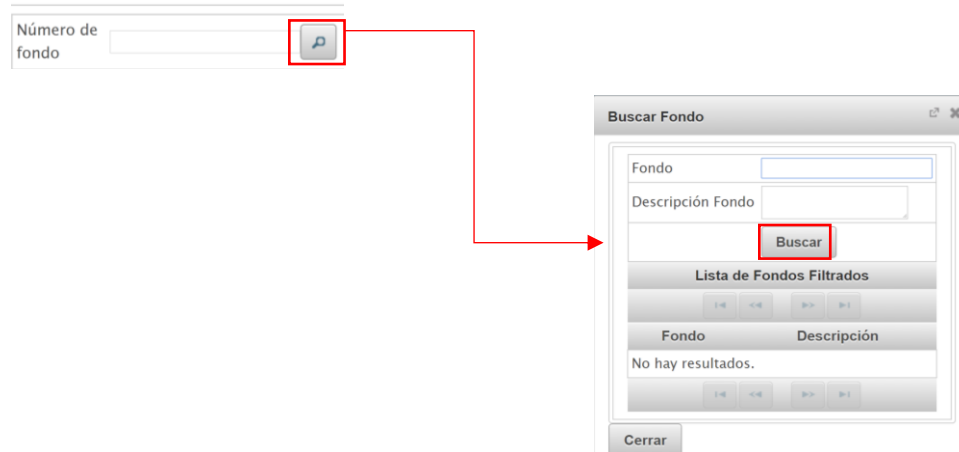 Número de
fondo
Buscar Fondo
Fondo
Descripción Fondo
Buscar
Lista de Fondos Filtrados
Fondo Descripción
No hay resultados.
Cerrar